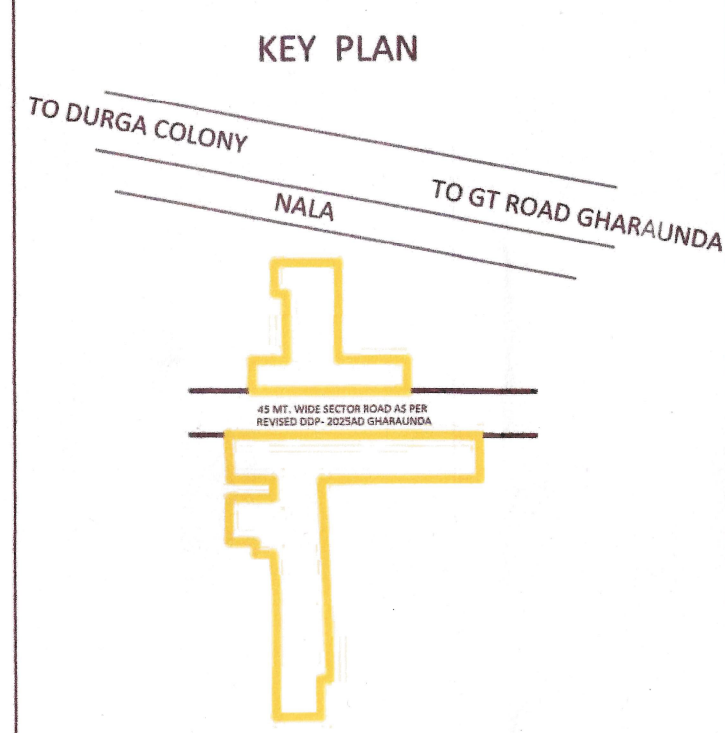 KEY PLAN
TO DURGA COLONY
TO GT ROAD GHARAUNDA
NALA
45 MT. WIDE SECTOR ROAD AS PER
REVISED DDP- 2025AD GHARAUNDA